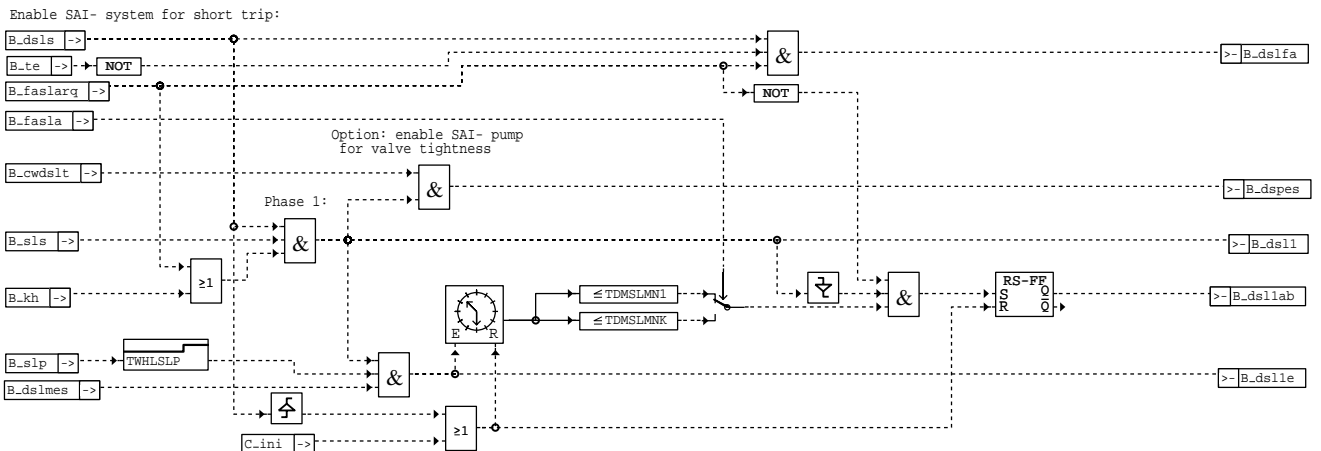 Enable SAI- system for short trip:
B_dsls ->
& >- B_dslfa
B_te -> NOT
B_faslarq -> NOT
B_fasla ->
Option: enable SAI- pump
for valve tightness
B_cwdslt ->
& >- B_dspes
Phase 1:
B_sls -> & >- B_dsl1
≥1
B_kh ->
≤TDMSLMN1
≤TDMSLMNK
E R
&
RS-FF
S Q
R Q̅
>- B_dsl1ab
B_slp -> TWHLSLP
B_dslmes -> & >- B_dsl1e
≥1
C_ini ->